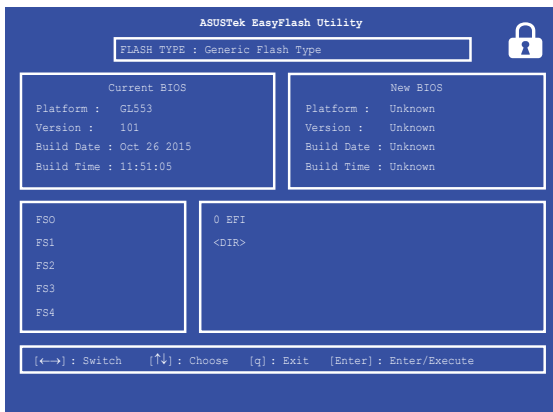 ASUSTek EasyFlash Utility
FLASH TYPE : Generic Flash Type
Current BIOS
Platform : GL553
Version : 101
Build Date : Oct 26 2015
Build Time : 11:51:05
New BIOS
Platform : Unknown
Version : Unknown
Build Date : Unknown
Build Time : Unknown
FSO
FS1
FS2
FS3
FS4
0 EFI
<DIR>
[←→] : Switch [↑↓] : Choose [q] : Exit [Enter] : Enter/Execute